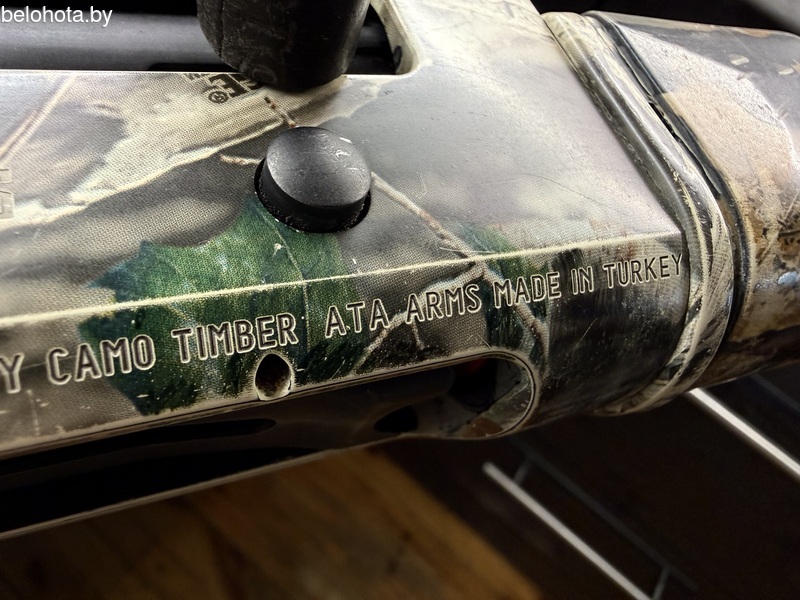 belohota.by
Y CAMO TIMBER ATA ARMS MADE IN TURKEY